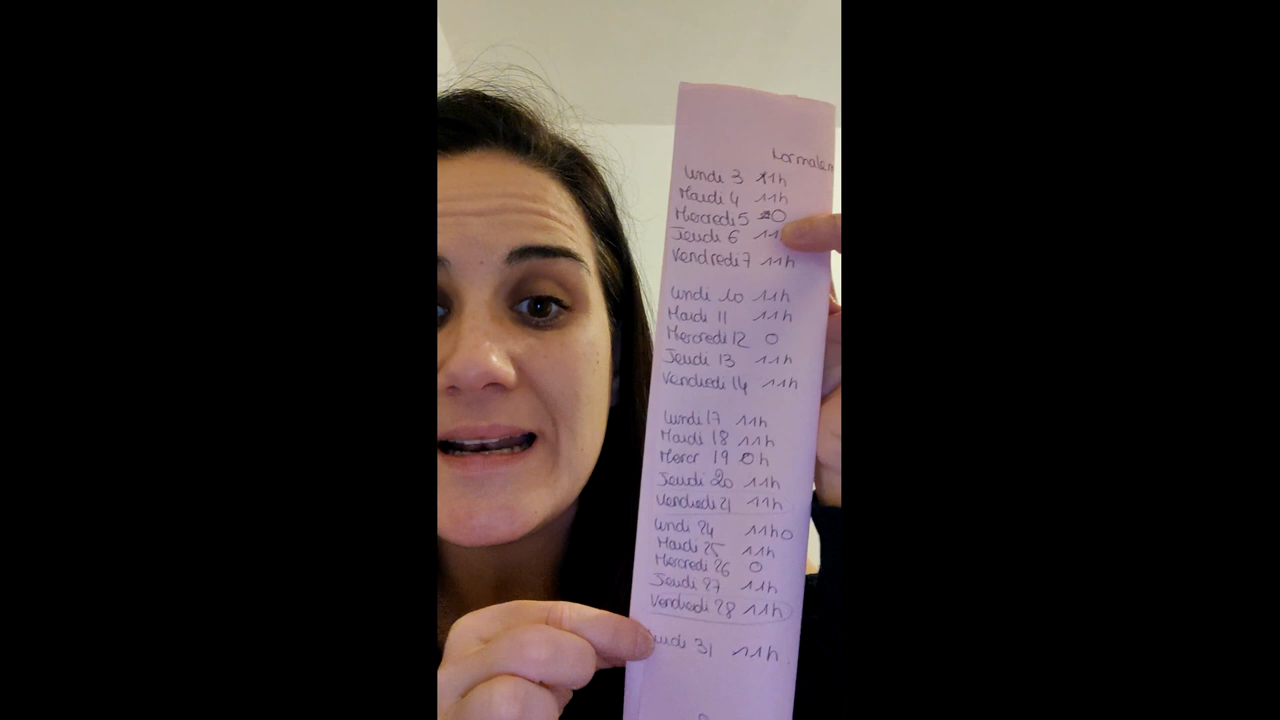 lundi 3 11h
Mardi 4 11h
Mercredi 5 0
Jeudi 6 11
Vendredi 7 11h
lundi 10 11h
Mardi 11 11h
Mercredi 12 0
Jeudi 13 11h
Vendredi 14 11h
lundi 17 11h
Mardi 18 11h
Mercr 19 0h
Jeudi 20 11h
Vendredi 21 11h
lundi 24 11h0
Mardi 25 11h
Mercredi 26 0
Jeudi 27 11h
Vendredi 28 11h
31 11h